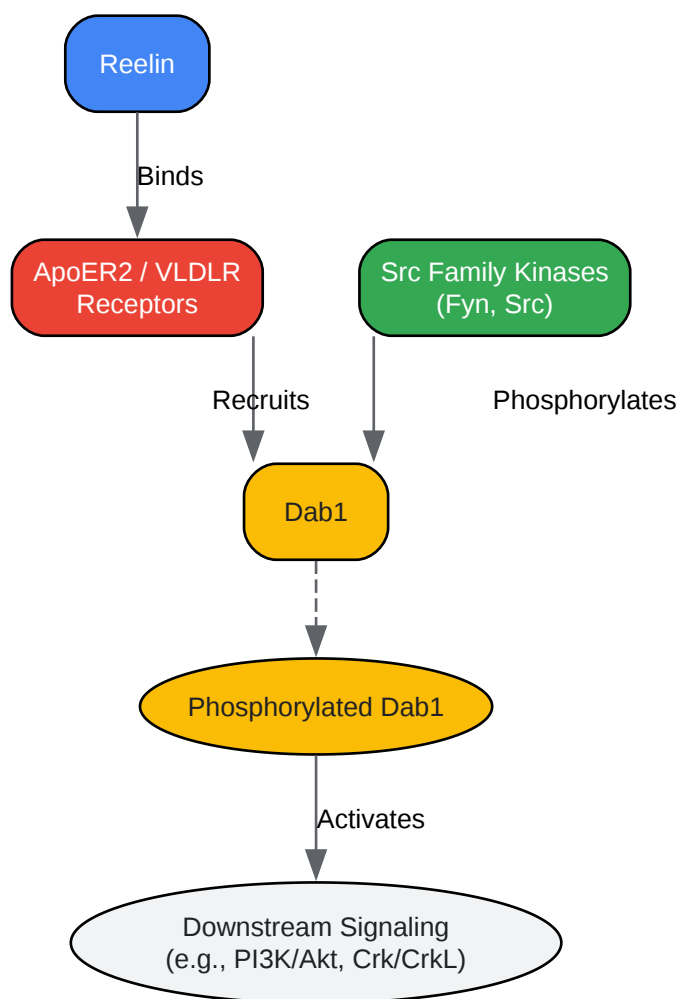 Reelin
Binds
ApoER2 / VLDLR
Receptors
Src Family Kinases
(Fyn, Src)
Recruits
Phosphorylates
Dab1
Phosphorylated Dab1
Activates
Downstream Signaling
(e.g., PI3K/Akt, Crk/CrkL)